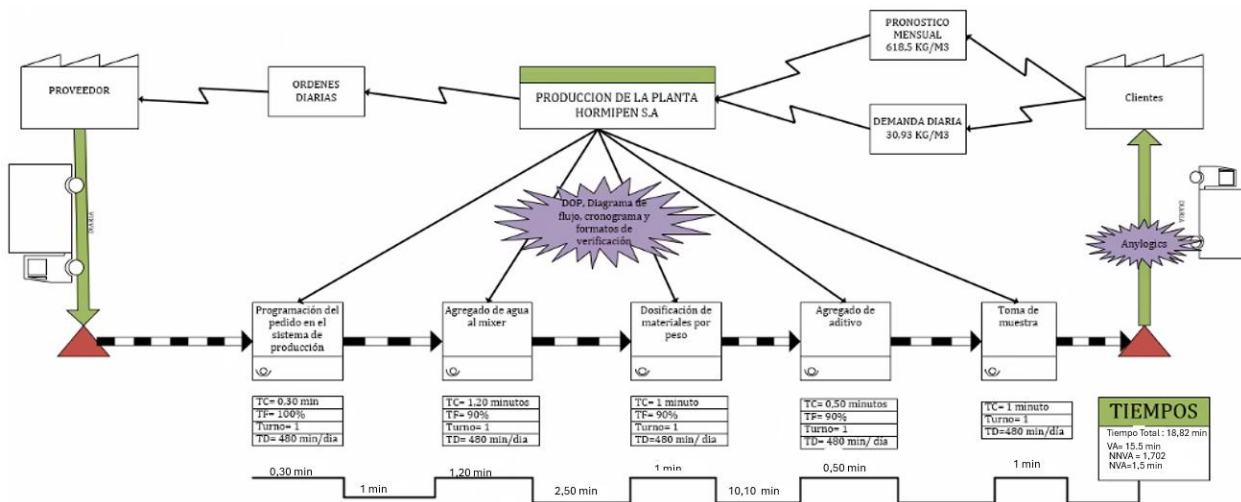 PRONOSTICO
MENSUAL
618.5 KG/M3
PROVEEDOR
ORDENES
DIARIAS
PRODUCCION DE LA PLANTA
HORMIPEN S.A
Clientes
DEMANDA DIARIA
30,93 KG/M3
DIARIA
DOP, Diagrama de
flujo, cronograma y
formatos de
verificación
DIARIA
Anylogics
Programación del
pedido en el
sistema de
producción
Agregado de agua
al mixer
Dosificación de
materiales por
peso
Agregado de
aditivo
Toma de
muestra
TC= 0,30 min
TF= 100%
Turno= 1
TD= 480 min/dia
TC= 1,20 minutos
TF= 90%
Turno= 1
TD= 480 min/día
TC= 1 minuto
TF= 90%
Turno= 1
TD=480 min/día
TC= 0,50 minutos
TF= 90%
Turno= 1
TD= 480 min/ día
TC= 1 minuto
Turno= 1
TD=480 min/día
TIEMPOS
Tiempo Total : 18,82 min
VA= 15.5 min
NNVA = 1,702
NVA=1,5 min
0,30 min
1 min
1,20 min
2,50 min
1 min
10,10 min
0,50 min
1 min